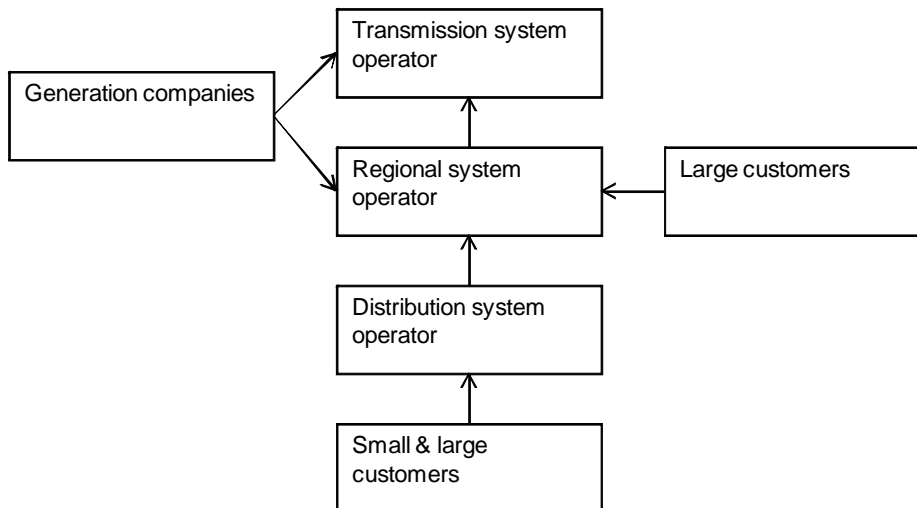 Transmission system
operator
Generation companies
Regional system
operator
Large customers
Distribution system
operator
Small & large
customers